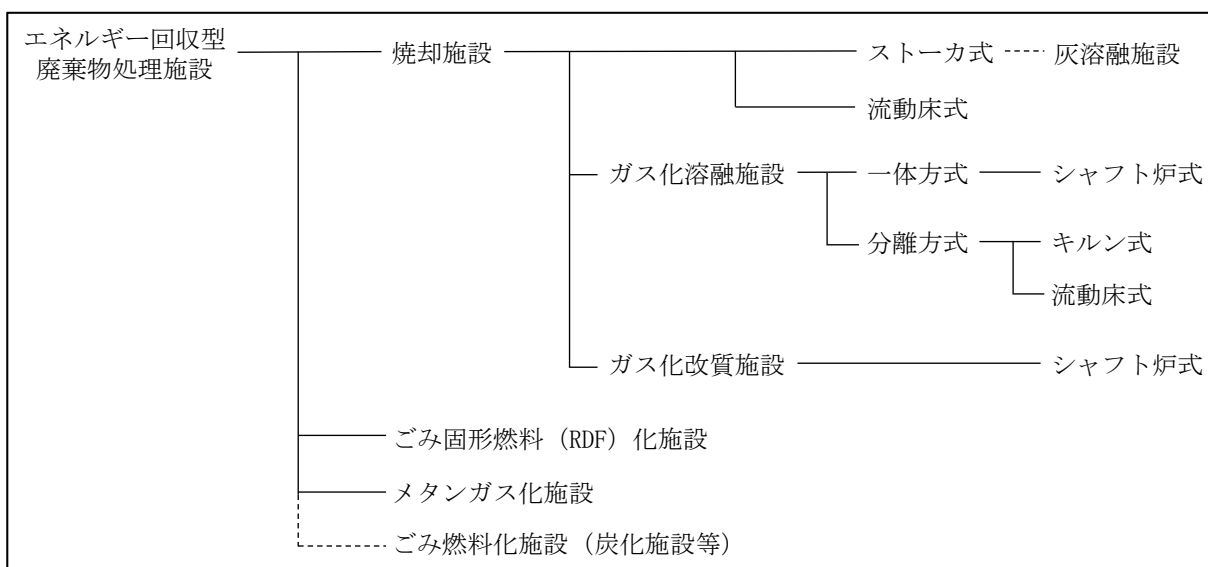 エネルギー回収型
廃棄物処理施設
焼却施設
ストーカ式
灰溶融施設
流動床式
ガス化溶融施設
一体方式
シャフト炉式
分離方式
キルン式
流動床式
ガス化改質施設
シャフト炉式
ごみ固形燃料（RDF）化施設
メタンガス化施設
ごみ燃料化施設（炭化施設等）